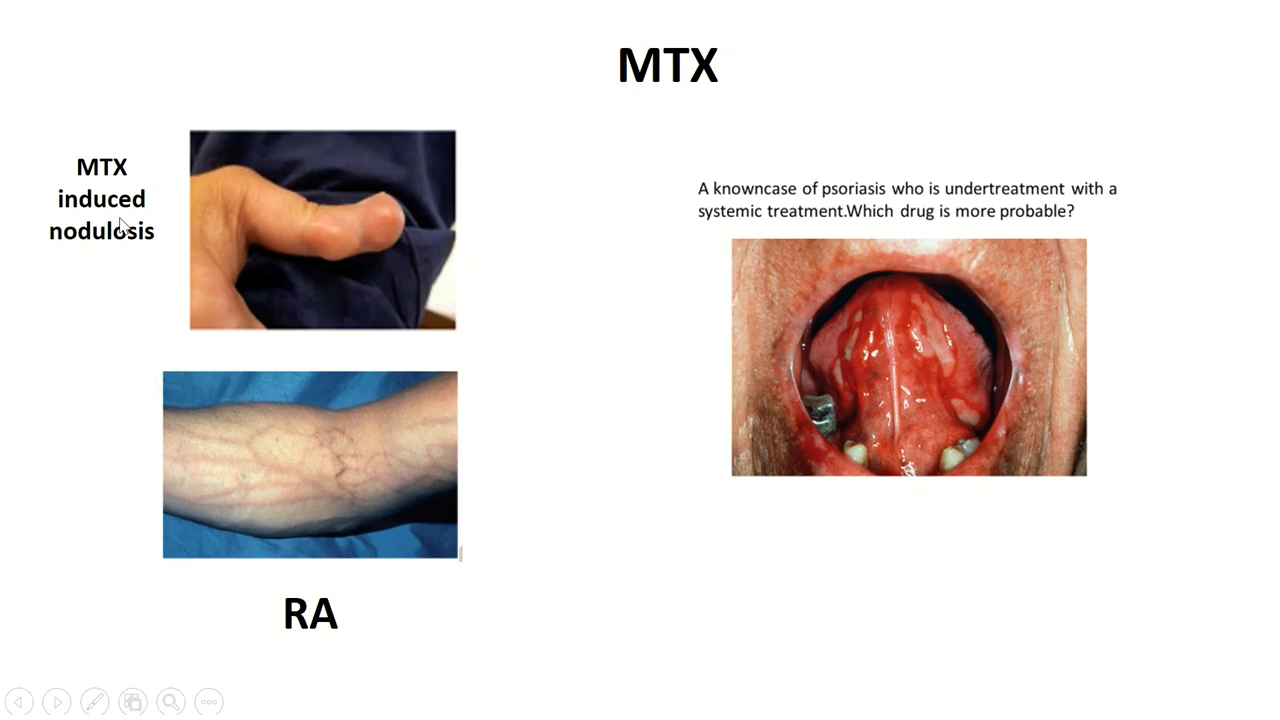 MTX
MTX
induced
nodulosis
A knowncase of psoriasis who is undertreatment with a
systemic treatment.Which drug is more probable?
RA